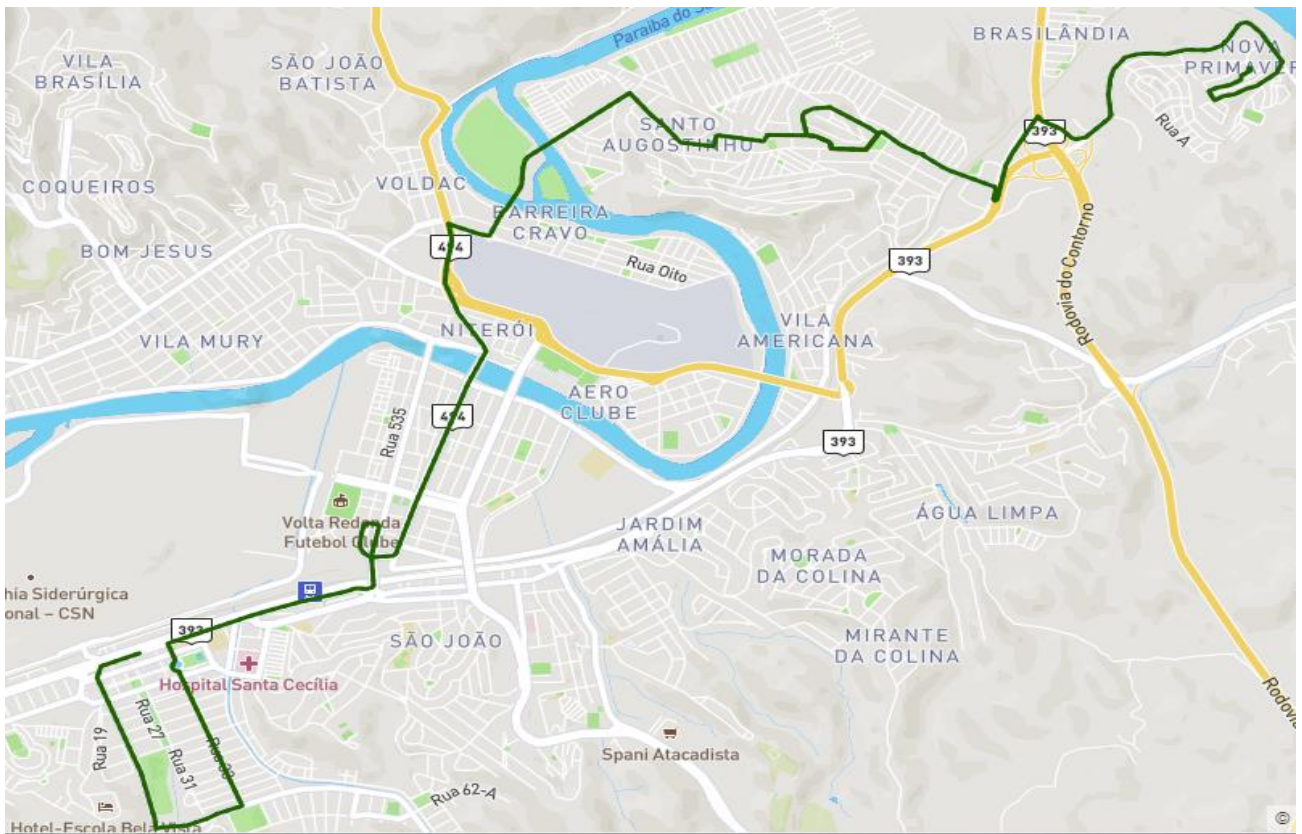 Paraíba do
BRASILÂNDIA
VILA
BRASÍLIA
SÃO JOÃO
BATISTA
NOVA
PRIMAVER
SANTO
AUGOSTINHO
393
Rua A
COQUEIROS
VOLDAC
BARREIRA
CRAVO
BOM JESUS
494
Rua Oito
393
Rodovia do Contorno
VILA MURY
NITERÓI
VILA
AMERICANA
AERO
CLUBE
494
Rua 535
393
Volta Redonda
Futebol Clube
JARDIM
AMÁLIA
ÁGUA LIMPA
MORADA
DA COLINA
hia Siderúrgica
onal – CSN
393
SÃO JOÃO
MIRANTE
DA COLINA
Hospital Santa Cecília
Rua 19
Rua 27
Rua 31
Rua 33
Rodovia
Spani Atacadista
Rua 62-A
Hotel-Escola Bela Vista
©